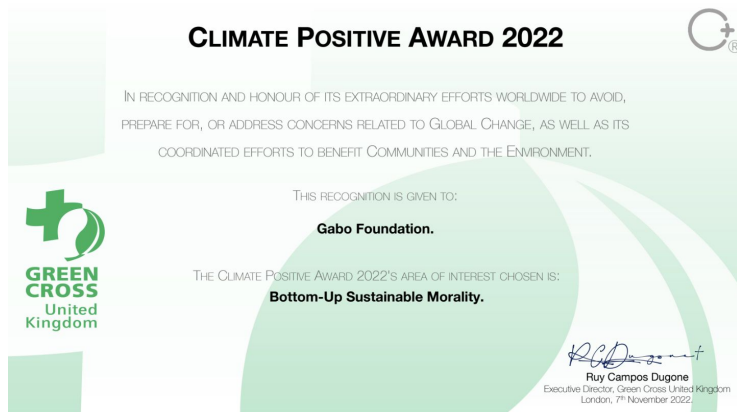 CLIMATE POSITIVE AWARD 2022
C+®
IN RECOGNITION AND HONOUR OF ITS EXTRAORDINARY EFFORTS WORLDWIDE TO AVOID,
PREPARE FOR, OR ADDRESS CONCERNS RELATED TO GLOBAL CHANGE, AS WELL AS ITS
COORDINATED EFFORTS TO BENEFIT COMMUNITIES AND THE ENVIRONMENT.
THIS RECOGNITION IS GIVEN TO:
Gabo Foundation.
THE CLIMATE POSITIVE AWARD 2022'S AREA OF INTEREST CHOSEN IS:
Bottom-Up Sustainable Morality.
GREEN
CROSS
United
Kingdom
Ruy Campos Dugone
Executive Director, Green Cross United Kingdom
London, 7th November 2022.